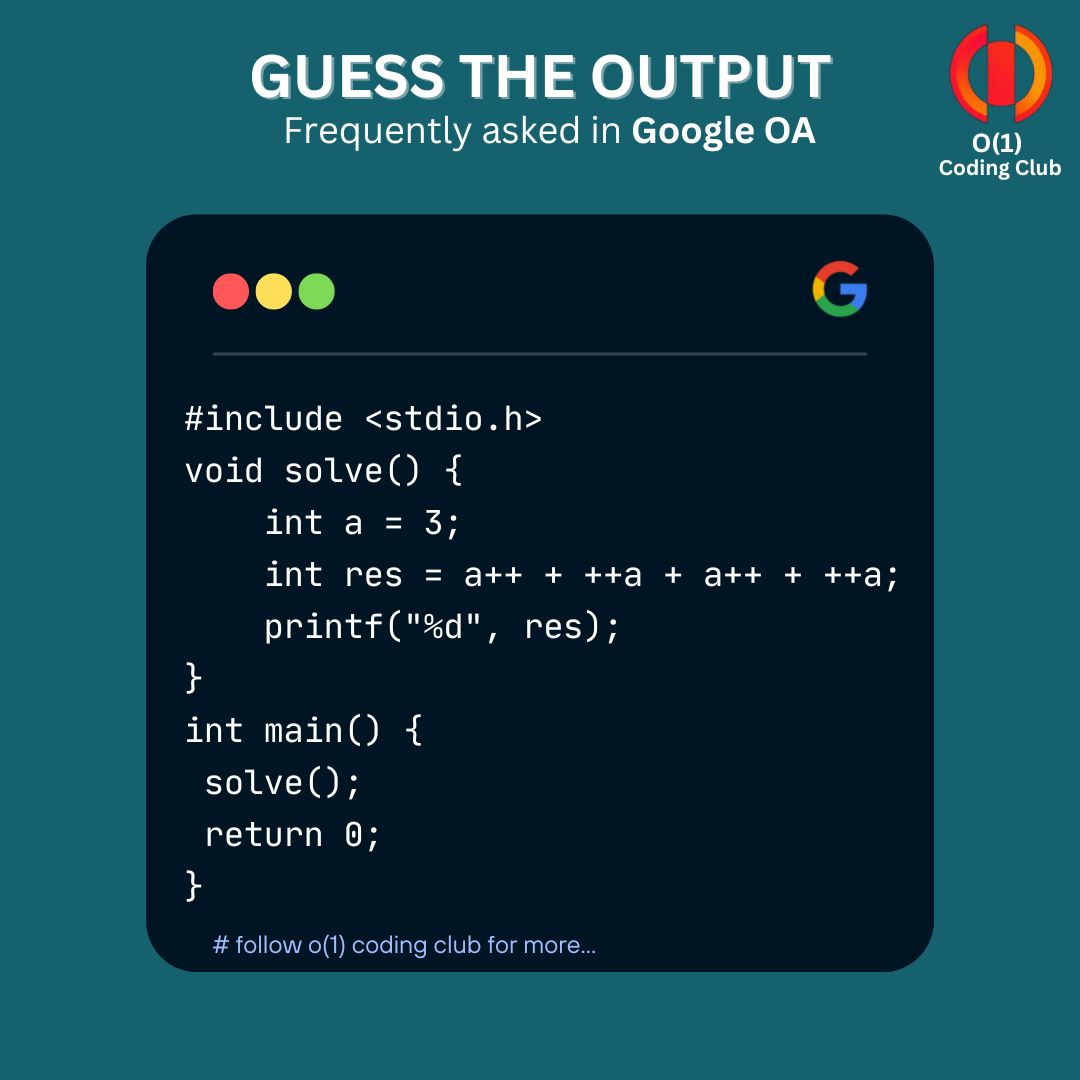 GUESS THE OUTPUT
Frequently asked in Google OA
O(1)
Coding Club
#include <stdio.h>
void solve() {
    int a = 3;
    int res = a++ + ++a + a++ + ++a;
    printf("%d", res);
}
int main() {
 solve();
 return 0;
}
# follow o(1) coding club for more...